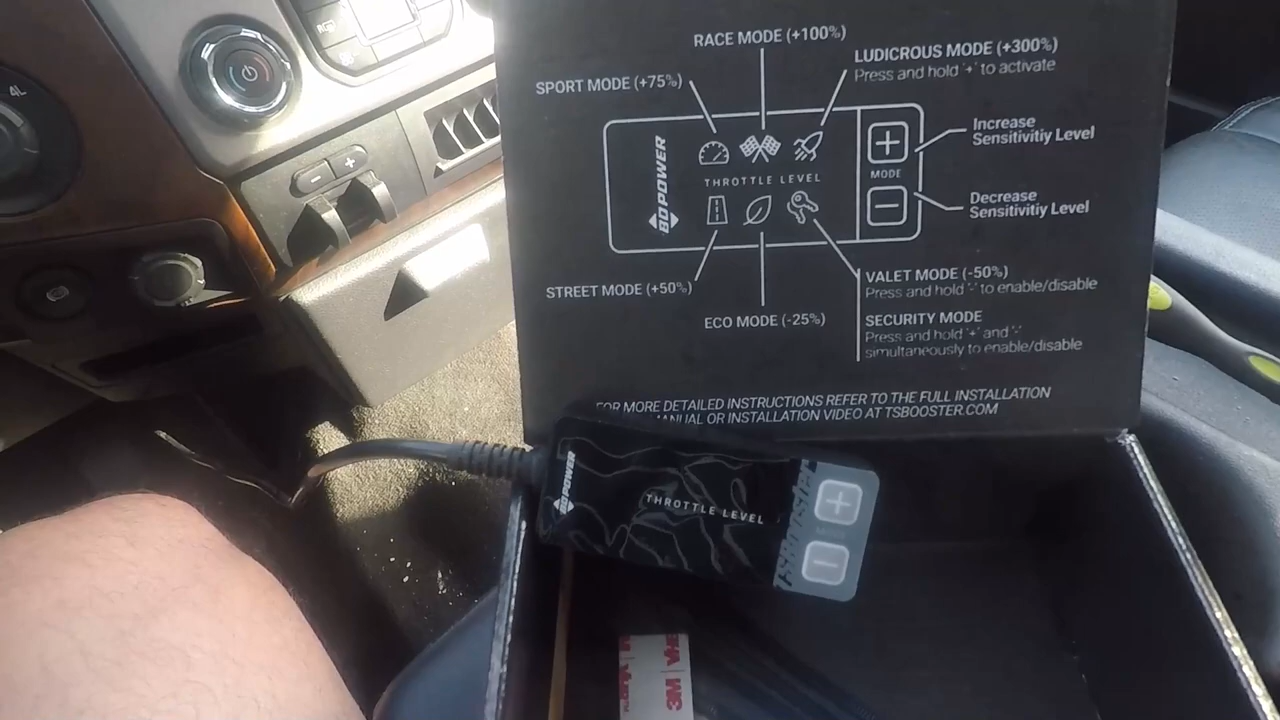 RACE MODE (+100%)
LUDICROUS MODE (+300%)
Press and hold '+' to activate
SPORT MODE (+75%)
Increase
Sensitivitiy Level
BD POWER
THROTTLE LEVEL
MODE
Decrease
Sensitivitiy Level
STREET MODE (+50%)
ECO MODE (-25%)
VALET MODE (-50%)
Press and hold '-' to enable/disable
SECURITY MODE
Press and hold '+' and '-'
simultaneously to enable/disable
FOR MORE DETAILED INSTRUCTIONS REFER TO THE FULL INSTALLATION
MANUAL OR INSTALLATION VIDEO AT TSBOOSTER.COM
4L
BD POWER
THROTTLE LEVEL
TSBooster
3M VHB